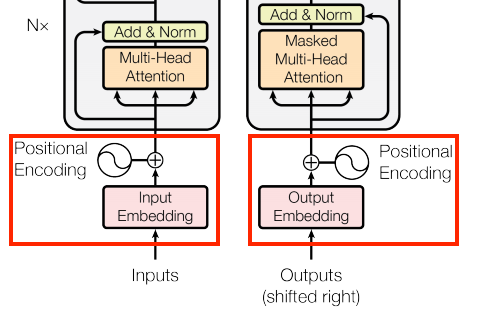 N×
Add & Norm
Multi-Head
Attention
Positional
Encoding
Input
Embedding
Inputs
Add & Norm
Masked
Multi-Head
Attention
Positional
Encoding
Output
Embedding
Outputs
(shifted right)